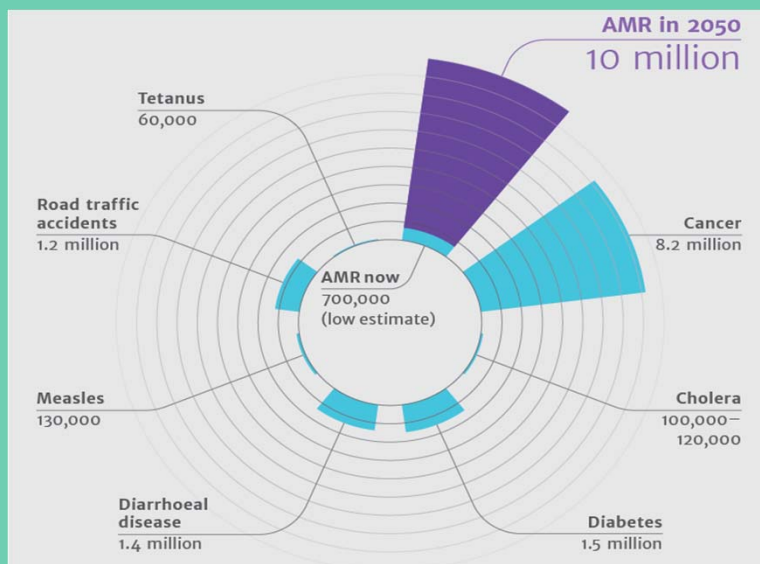 AMR in 2050
10 million
Tetanus
60,000
Road traffic
accidents
1.2 million
Cancer
8.2 million
AMR now
700,000
(low estimate)
Measles
130,000
Cholera
100,000–
120,000
Diarrhoeal
disease
1.4 million
Diabetes
1.5 million